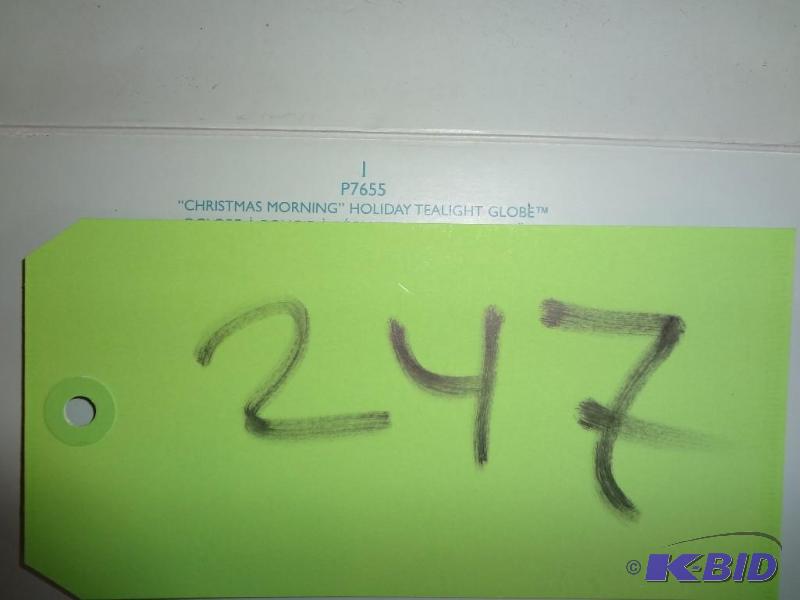 1
P7655
"CHRISTMAS MORNING" HOLIDAY TEALIGHT GLOBE™
247
© K-BID